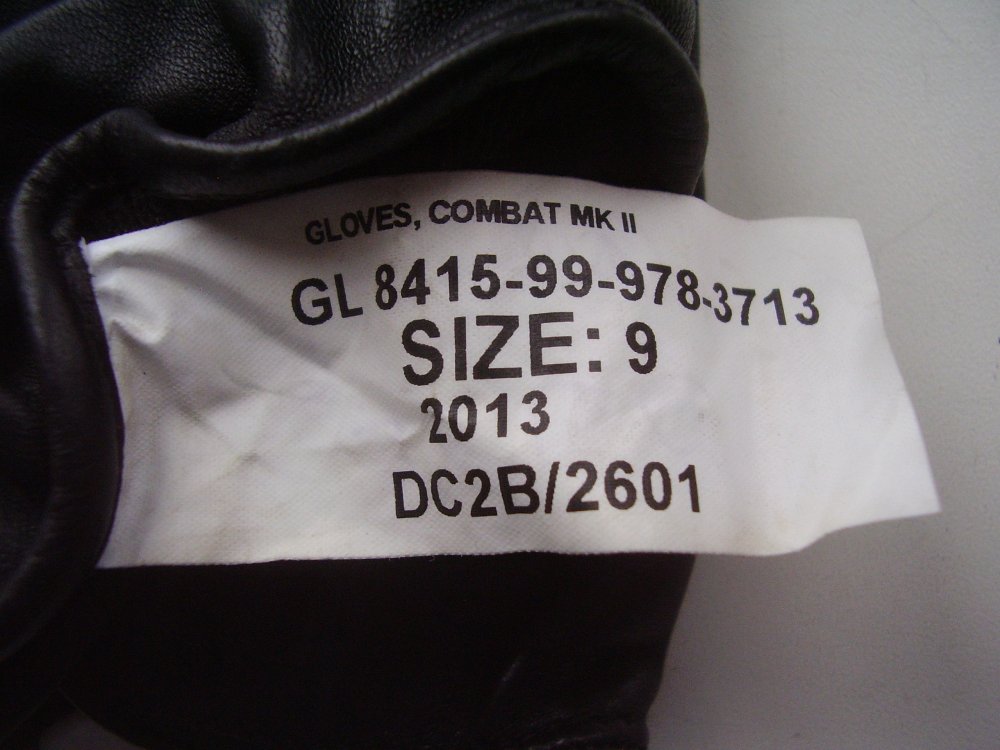 GLOVES, COMBAT MK II
GL 8415-99-978-3713
SIZE: 9
2013
DC2B/2601